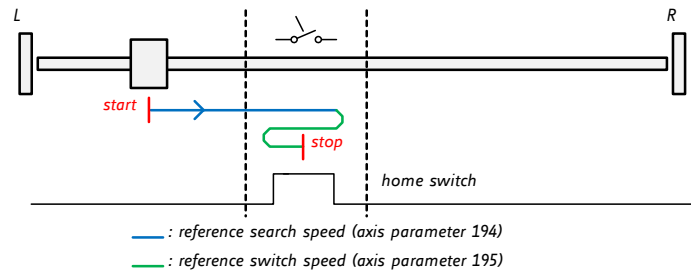 L
R
start
stop
home switch
: reference search speed (axis parameter 194)
: reference switch speed (axis parameter 195)